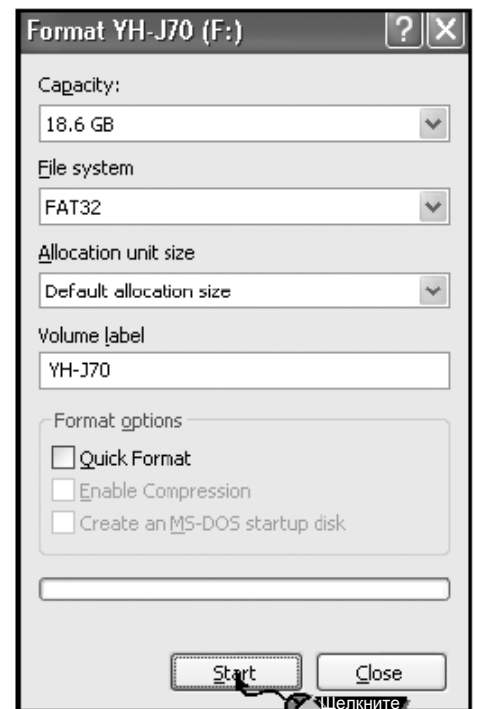 Format YH-J70 (F:)
Capacity:
18.6 GB
File system
FAT32
Allocation unit size
Default allocation size
Volume label
YH-J70
Format options
Quick Format
Enable Compression
Create an MS-DOS startup disk
Start Close
Щелкните